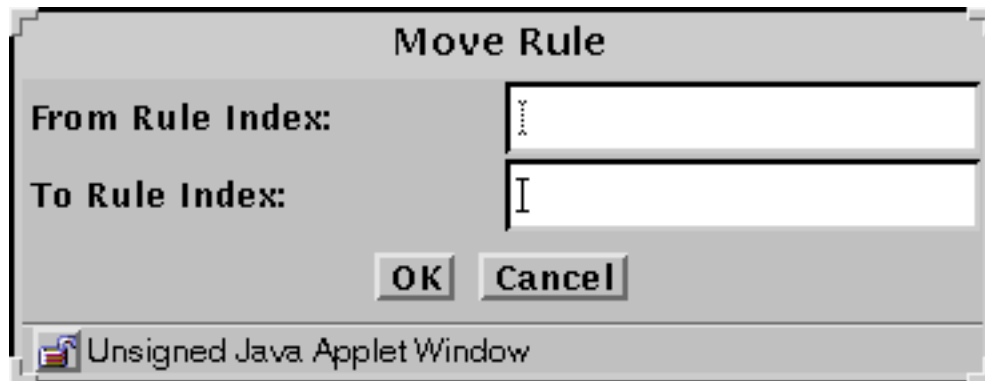 Move Rule
From Rule Index:
To Rule Index:
OK Cancel
Unsigned Java Applet Window